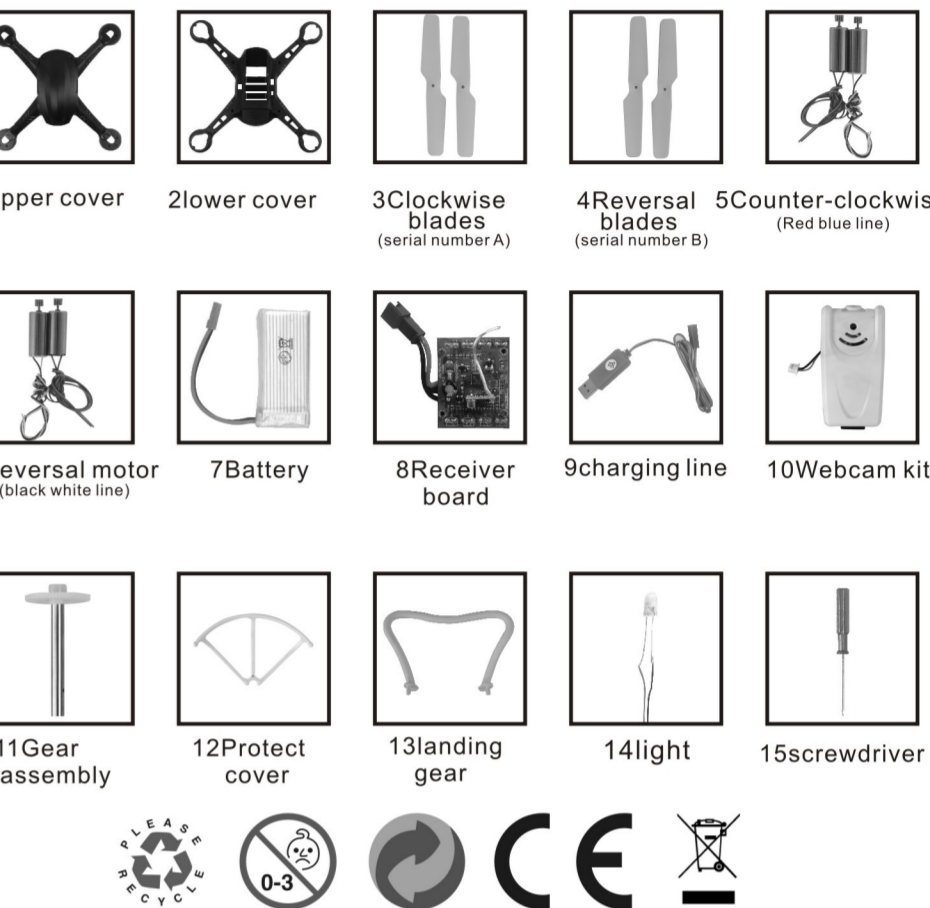 pper cover
2lower cover
3Clockwise
blades
(serial number A)
4Reversal
blades
(serial number B)
5Counter-clockwis
(Red blue line)
eversal motor
(black white line)
7Battery
8Receiver
board
9charging line
10Webcam kit
11Gear
assembly
12Protect
cover
13landing
gear
14light
15screwdriver
PLEASE
RECYCLE
0-3
CE